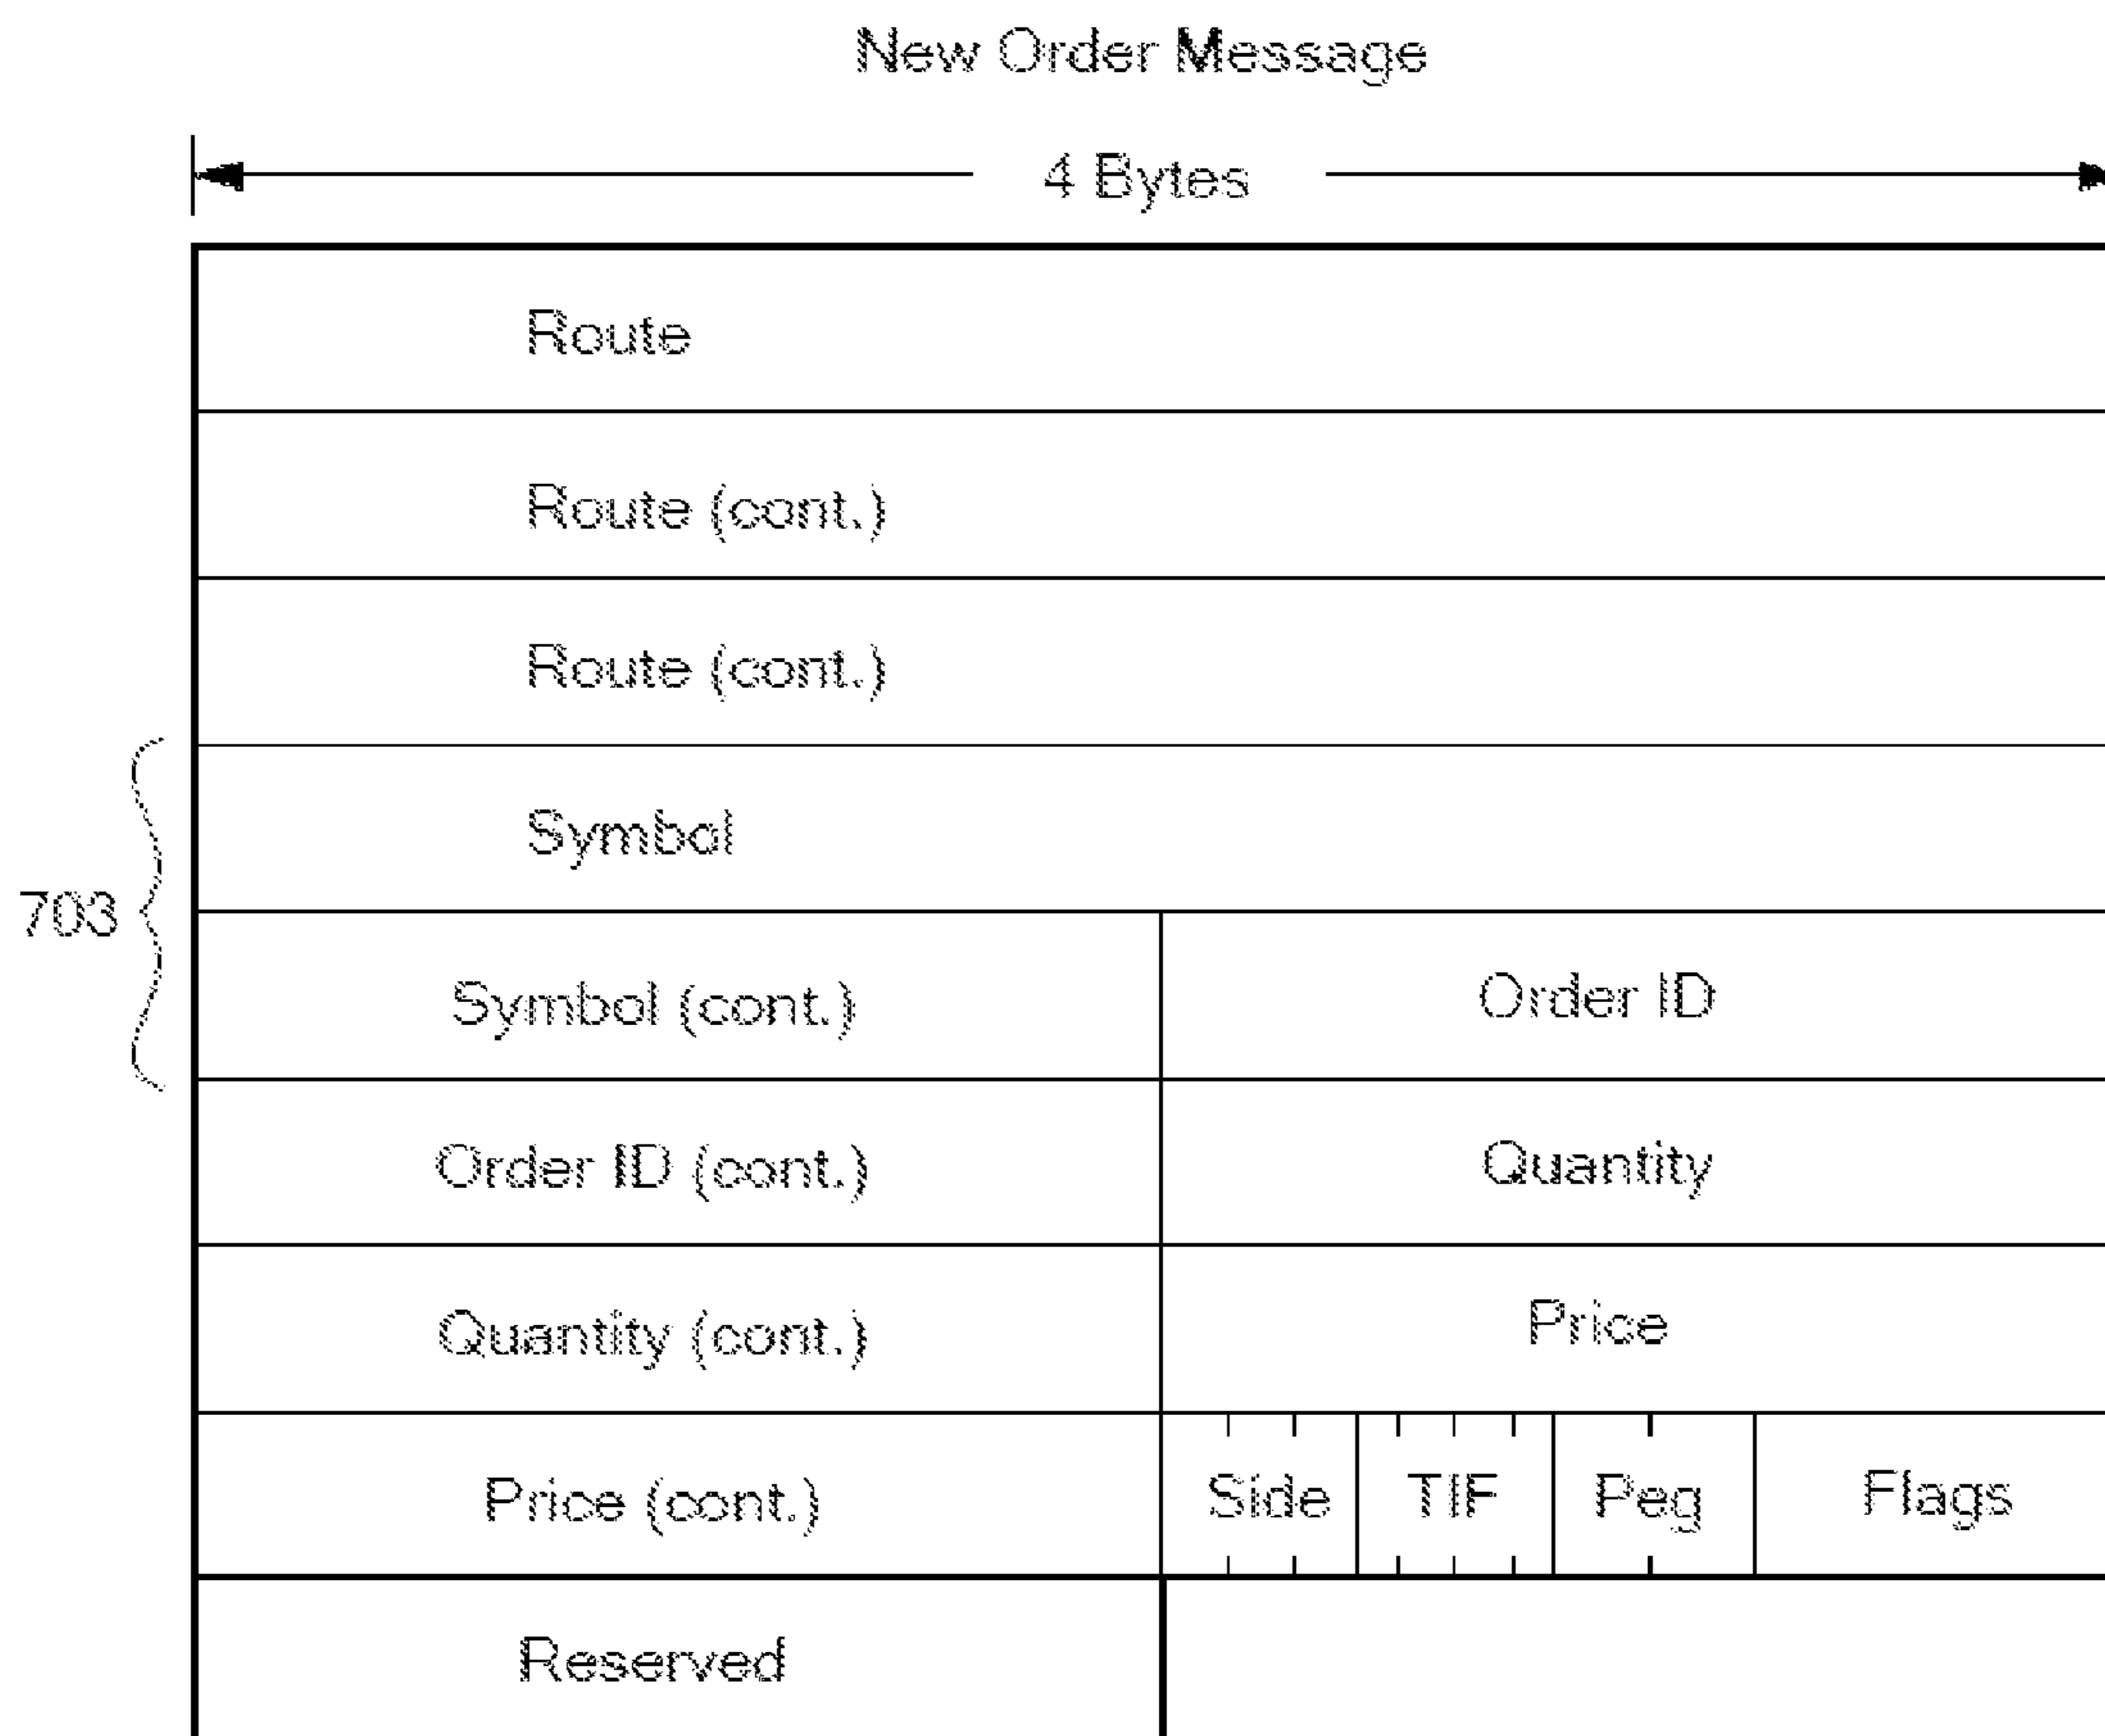 New Order Message
4 Bytes
Route
Route (cont.)
Route (cont.)
Symbol
703
Symbol (cont.) Order ID
Order ID (cont.) Quantity
Quantity (cont.) Price
Price (cont.) Side TIF Peg Flags
Reserved